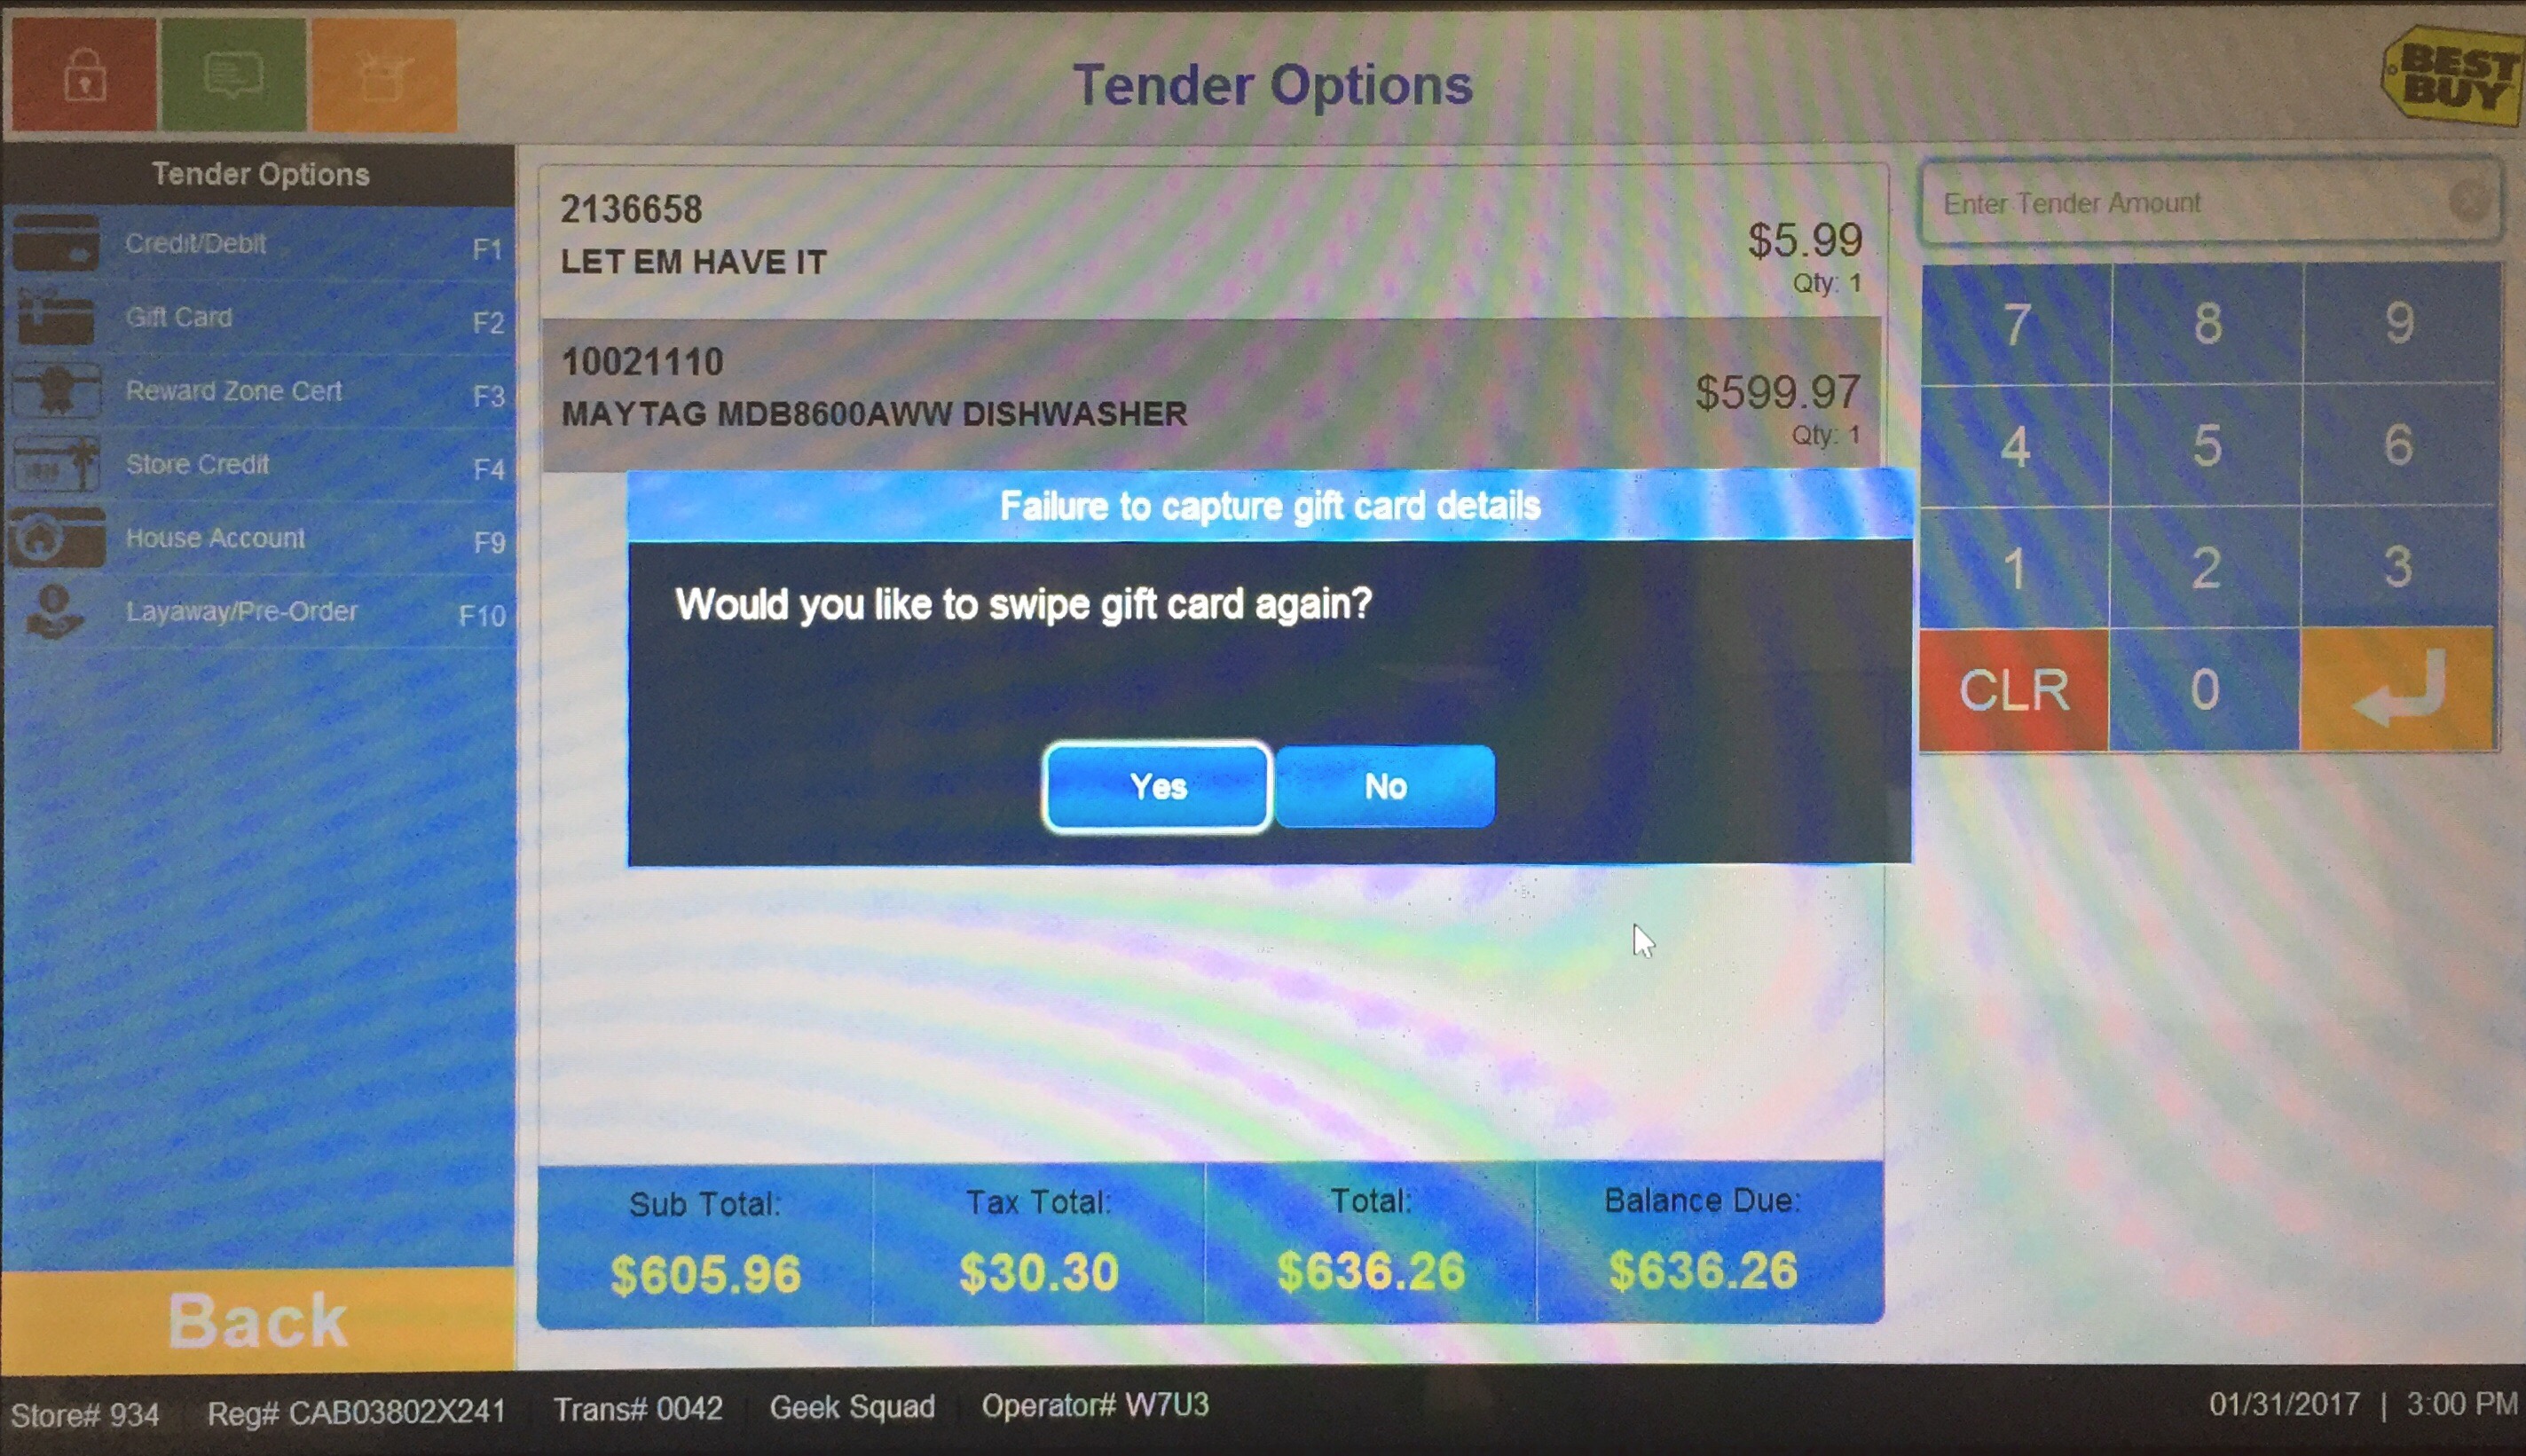 Tender Options
BEST
BUY
Tender Options
Credit/Debit F1
Gift Card F2
Reward Zone Cert F3
Store Credit F4
House Account F9
Layaway/Pre-Order F10
Back
2136658
LET EM HAVE IT
$5.99
Qty: 1
10021110
MAYTAG MDB8600AWW DISHWASHER
$599.97
Qty: 1
Failure to capture gift card details
Would you like to swipe gift card again?
Yes No
Enter Tender Amount
7 8 9
4 5 6
1 2 3
CLR 0
Sub Total: Tax Total: Total: Balance Due:
$605.96 $30.30 $636.26 $636.26
Store# 934 Reg# CAB03802X241 Trans# 0042 Geek Squad Operator# W7U3 01/31/2017 | 3:00 PM